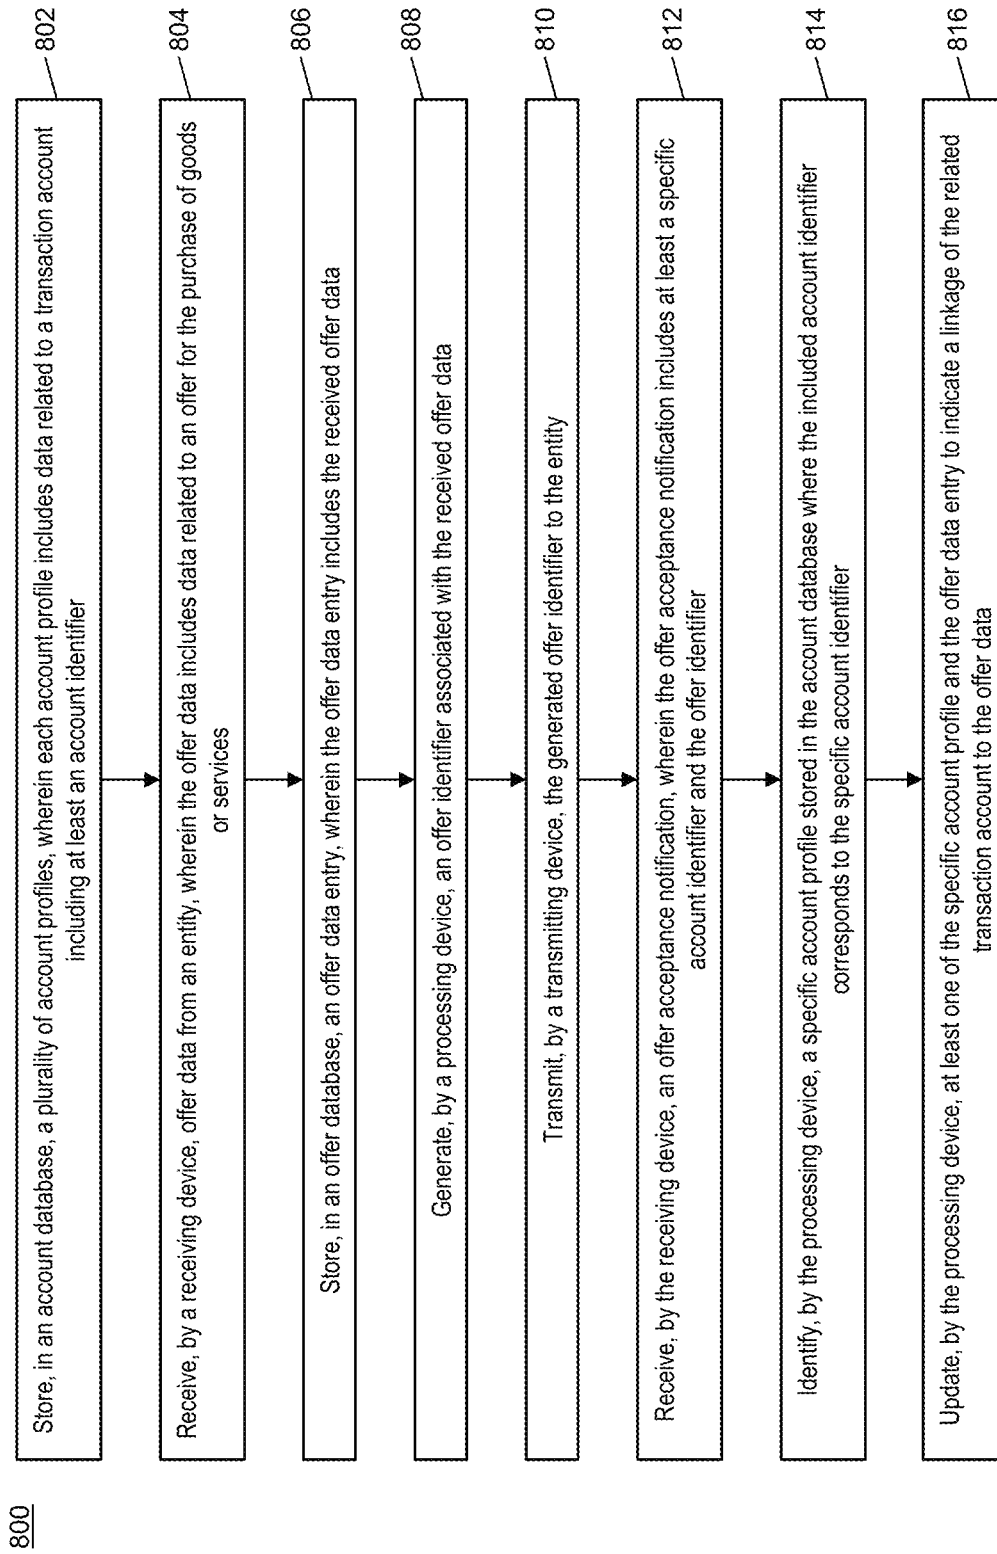 800
Store, in an account database, a plurality of account profiles, wherein each account profile includes data related to a transaction account
including at least an account identifier
802
Receive, by a receiving device, offer data from an entity, wherein the offer data includes data related to an offer for the purchase of goods
or services
804
Store, in an offer database, an offer data entry, wherein the offer data entry includes the received offer data
806
Generate, by a processing device, an offer identifier associated with the received offer data
808
Transmit, by a transmitting device, the generated offer identifier to the entity
810
Receive, by the receiving device, an offer acceptance notification, wherein the offer acceptance notification includes at least a specific
account identifier and the offer identifier
812
Identify, by the processing device, a specific account profile stored in the account database where the included account identifier
corresponds to the specific account identifier
814
Update, by the processing device, at least one of the specific account profile and the offer data entry to indicate a linkage of the related
transaction account to the offer data
816